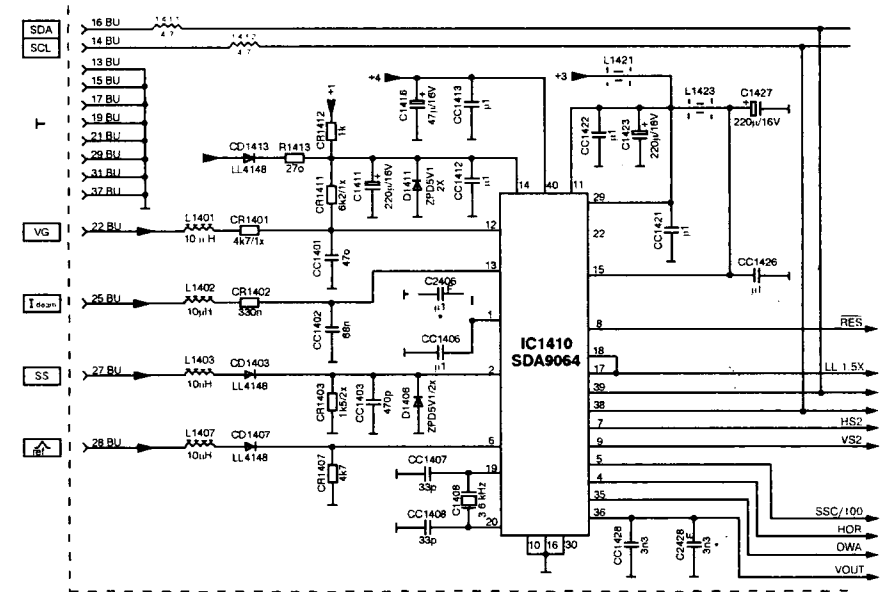 SDA
16 BU
4.7
SCL
14 BU
4.7
13 BU
15 BU
17 BU
19 BU
21 BU
29 BU
31 BU
37 BU
+1
CR1412
1k
CD1413
LL4148
R1413
27o
CR1411
6k2/1x
C1411
220µ/16V
D1411
ZPD5V1
2X
CC1412
µ1
+4
C1416
47µ/16V
CC1413
µ1
+3
L1421
L1423
C1427
220µ/16V
CC1422
µ1
C1423
220µ/16V
CC1421
µ1
CC1426
µ1
VG
22 BU
L1401
10µH
CR1401
4k7/1x
CC1401
47o
25 BU
L1402
10µH
CR1402
330n
CC1402
68n
C2406
µ1
CC1406
µ1
SS
27 BU
L1403
10µH
CD1403
LL4148
CR1403
1k5/2x
CC1403
470p
D1406
ZPD5V1/2x
ref
28 BU
L1407
10µH
CD1407
LL4148
CR1407
4k7
CC1407
33p
C1408
3.6 kHz
CC1408
33p
IC1410
SDA9064
14
40
11
12
13
1
2
6
19
20
10
16
30
29
22
15
8
18
17
39
38
7
9
5
4
35
36
CC1428
3n3
C2428
3n3
RES
LL 1.5X
HS2
VS2
SSC/100
HOR
OWA
VOUT